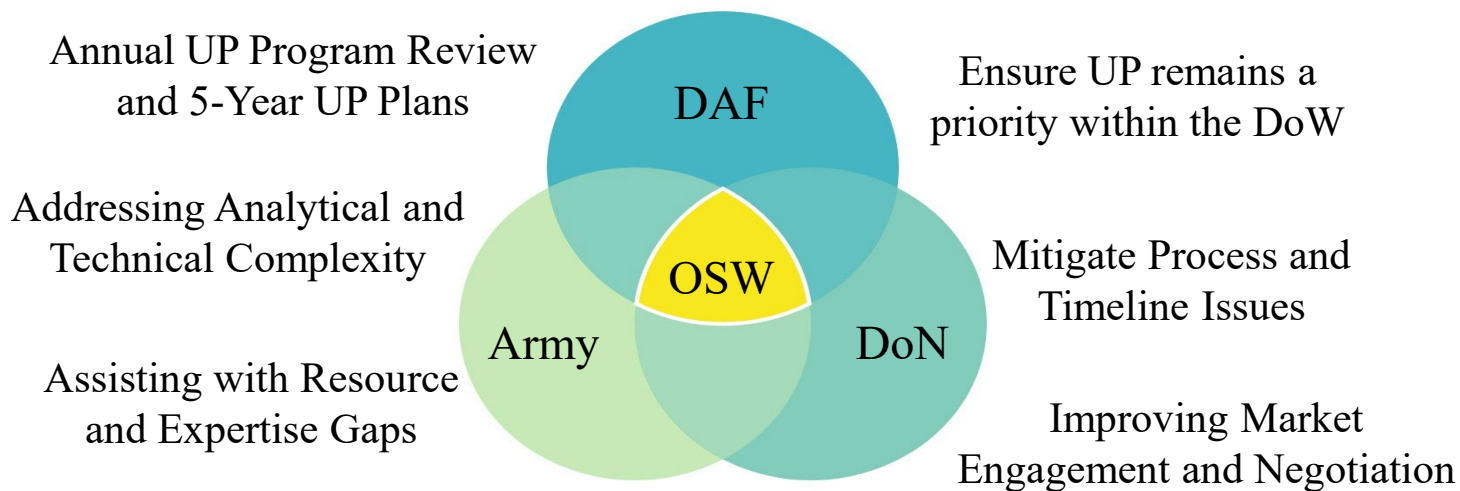 Annual UP Program Review
and 5-Year UP Plans
Addressing Analytical and
Technical Complexity
Assisting with Resource
and Expertise Gaps
DAF
OSW
Army
DoN
Ensure UP remains a
priority within the DoW
Mitigate Process and
Timeline Issues
Improving Market
Engagement and Negotiation